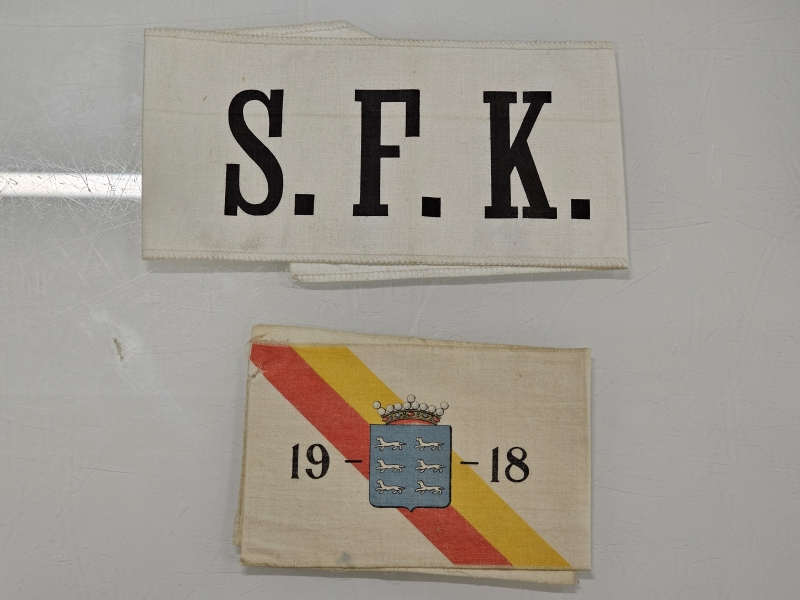 S. F. K.
19 - - 18